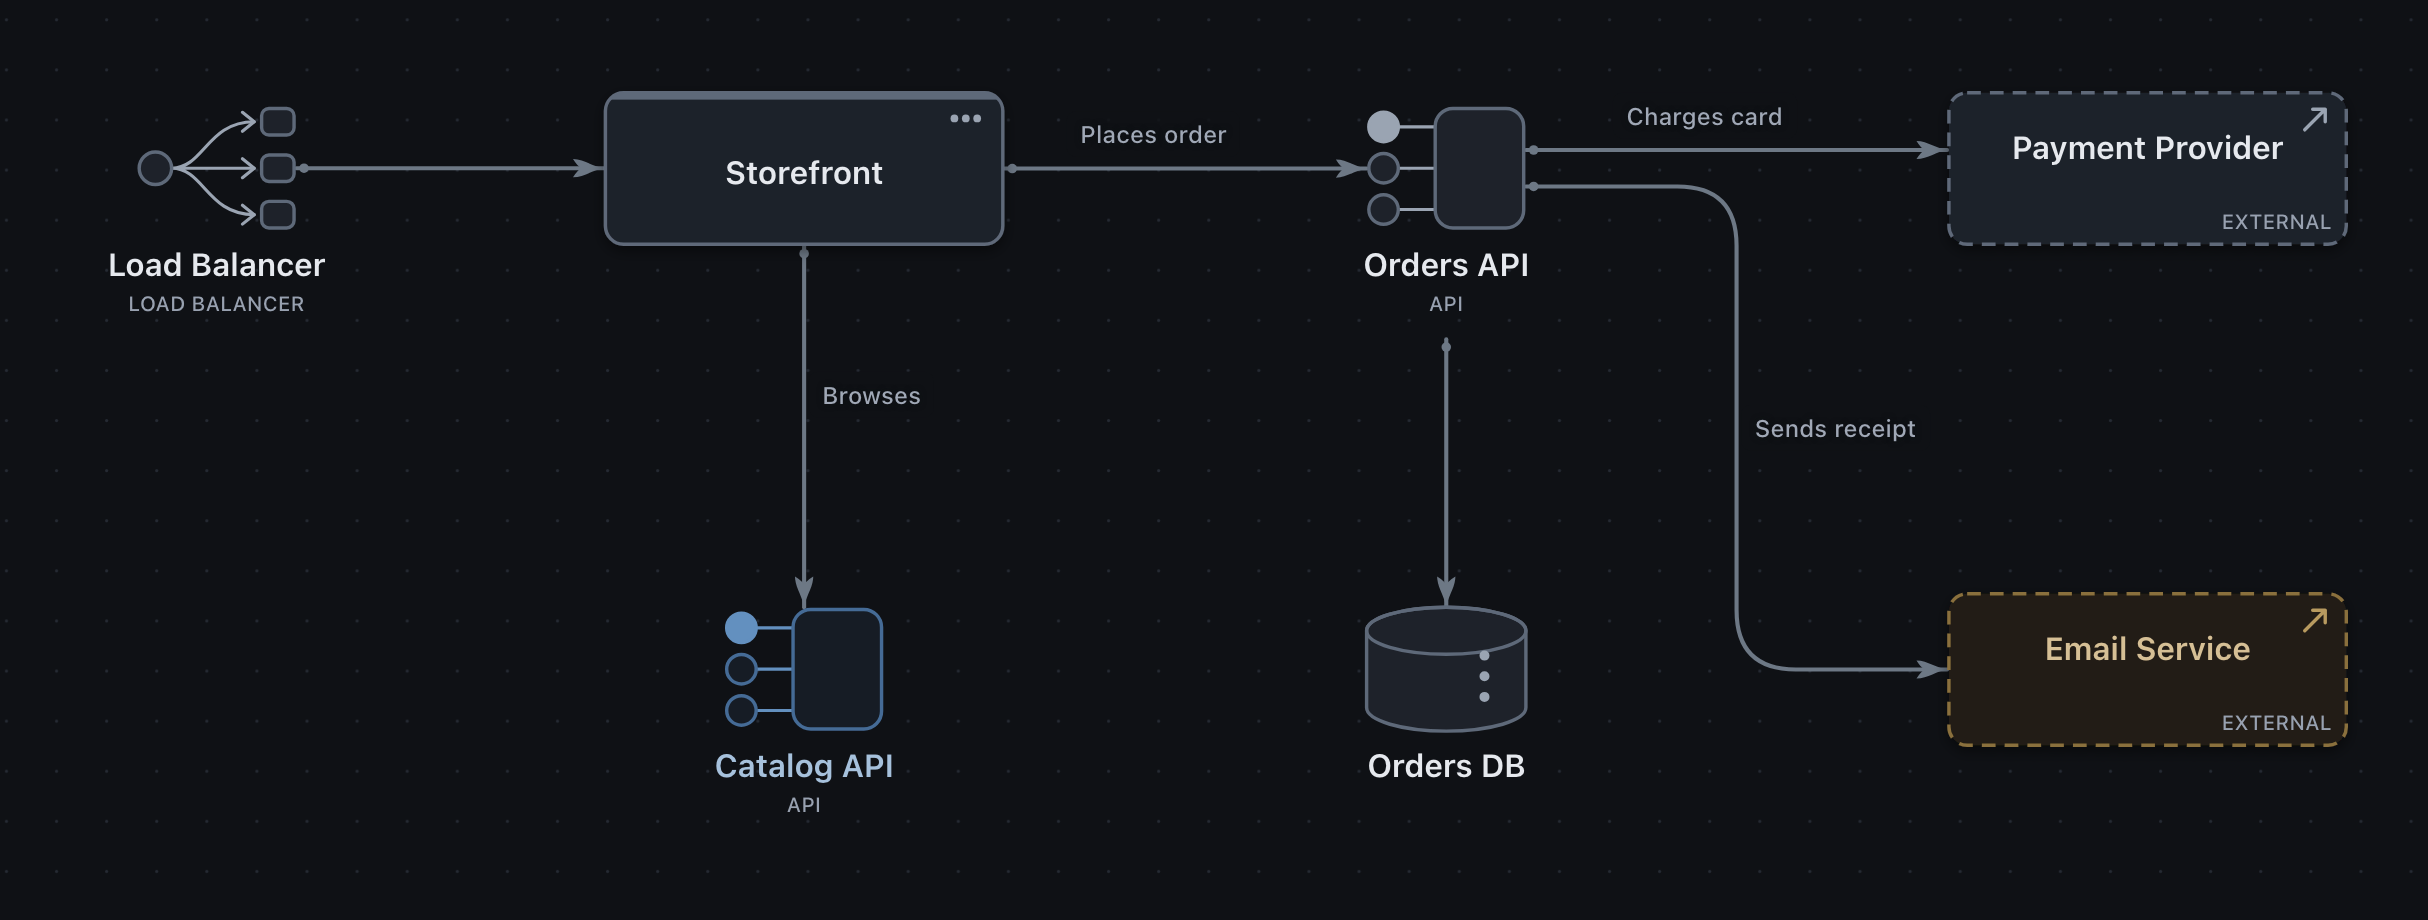 Load Balancer
LOAD BALANCER
Storefront
Places order
Orders API
API
Charges card
Payment Provider
EXTERNAL
Browses
Sends receipt
Catalog API
API
Orders DB
Email Service
EXTERNAL